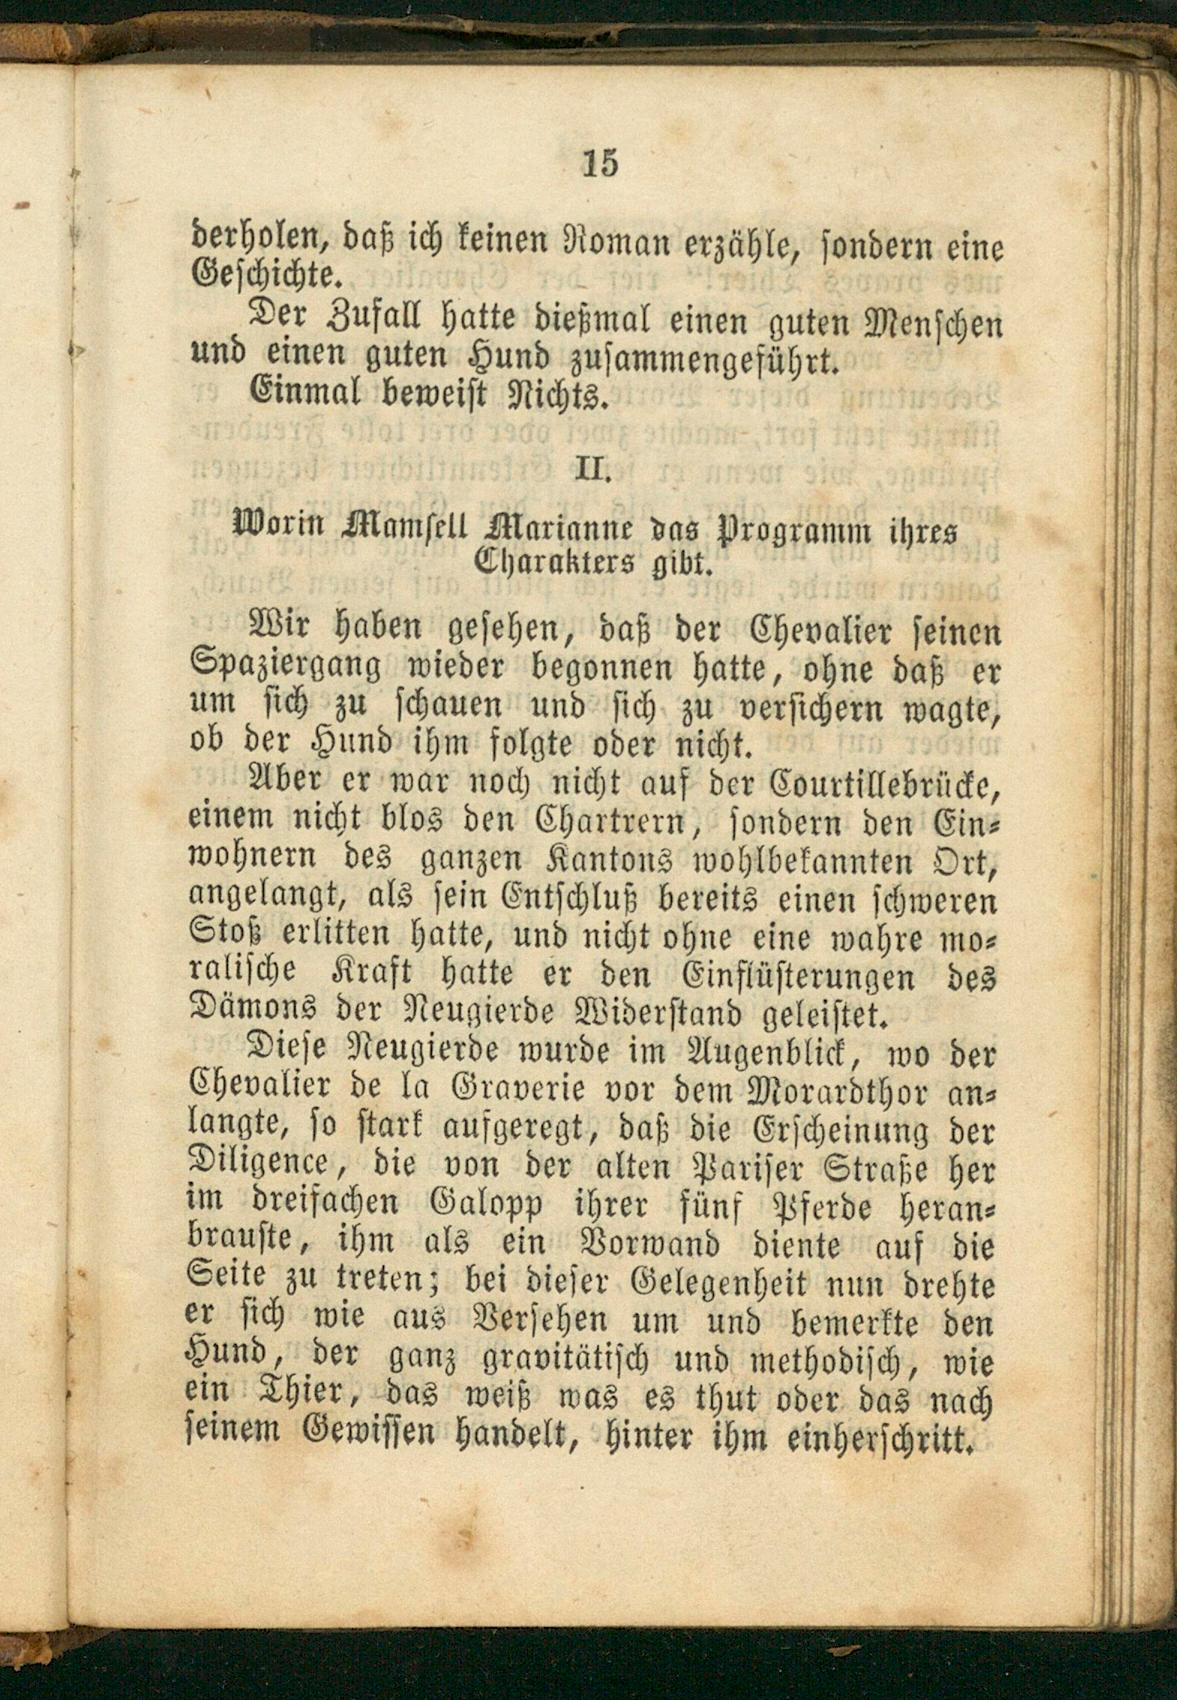 15
derholen, daß ich keinen Roman erzähle, sondern eine
Geschichte.
Der Zufall hatte dießmal einen guten Menschen
und einen guten Hund zusammengeführt.
Einmal beweist Nichts.
II.
Worin Mamsell Marianne das Programm ihres
Charakters gibt.
Wir haben gesehen, daß der Chevalier seinen
Spaziergang wieder begonnen hatte, ohne daß er
um sich zu schauen und sich zu versichern wagte,
ob der Hund ihm folgte oder nicht.
Aber er war noch nicht auf der Courtillebrücke,
einem nicht blos den Chartrern, sondern den Ein-
wohnern des ganzen Kantons wohlbekannten Ort,
angelangt, als sein Entschluß bereits einen schweren
Stoß erlitten hatte, und nicht ohne eine wahre mo-
ralische Kraft hatte er den Einflüsterungen des
Dämons der Neugierde Widerstand geleistet.
Diese Neugierde wurde im Augenblick, wo der
Chevalier de la Graverie vor dem Morardthor an-
langte, so stark aufgeregt, daß die Erscheinung der
Diligence, die von der alten Pariser Straße her
im dreifachen Galopp ihrer fünf Pferde heran-
brauste, ihm als ein Vorwand diente auf die
Seite zu treten; bei dieser Gelegenheit nun drehte
er sich wie aus Versehen um und bemerkte den
Hund, der ganz gravitätisch und methodisch, wie
ein Thier, das weiß was es thut oder das nach
seinem Gewissen handelt, hinter ihm einherschritt.